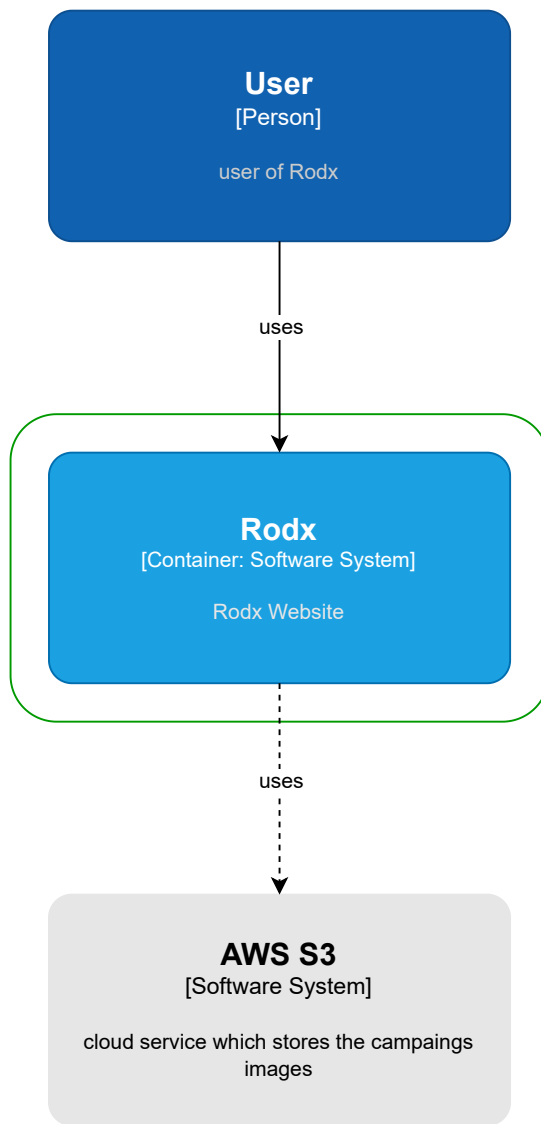 User
[Person]
user of Rodx
uses
Rodx
[Container: Software System]
Rodx Website
uses
AWS S3
[Software System]
cloud service which stores the campaings
images